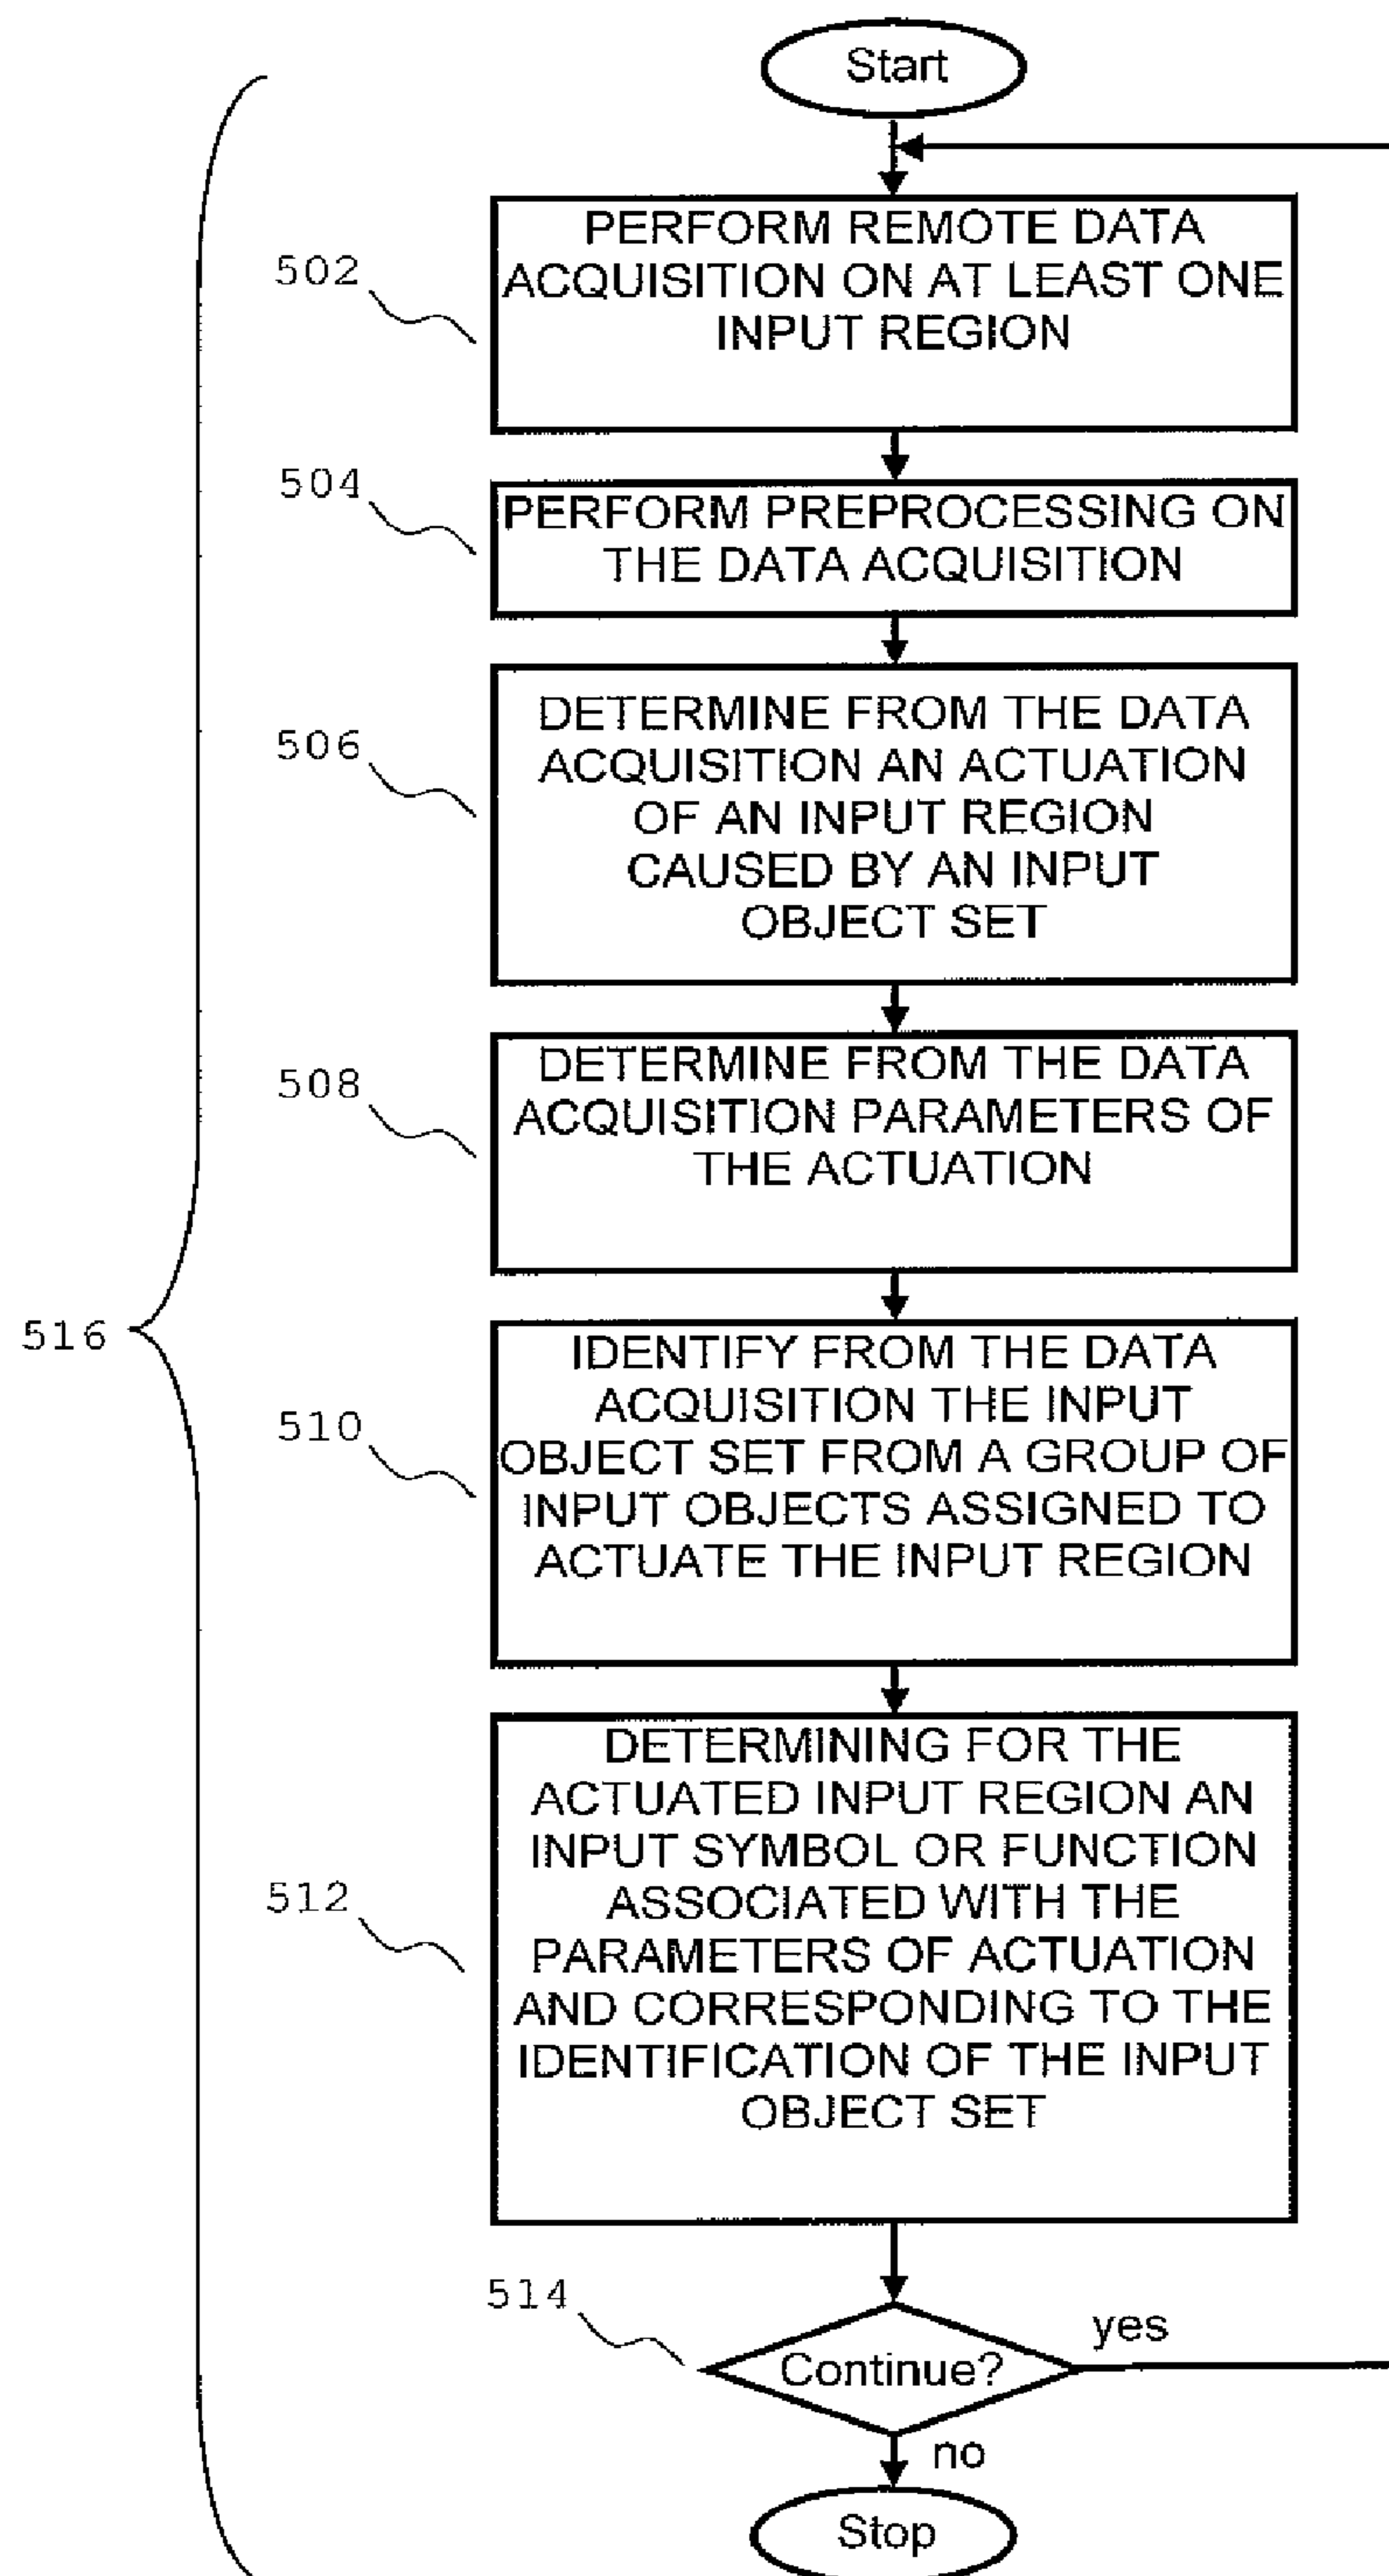 Start
502
PERFORM REMOTE DATA
ACQUISITION ON AT LEAST ONE
INPUT REGION
504
PERFORM PREPROCESSING ON
THE DATA ACQUISITION
506
DETERMINE FROM THE DATA
ACQUISITION AN ACTUATION
OF AN INPUT REGION
CAUSED BY AN INPUT
OBJECT SET
508
DETERMINE FROM THE DATA
ACQUISITION PARAMETERS OF
THE ACTUATION
516
510
IDENTIFY FROM THE DATA
ACQUISITION THE INPUT
OBJECT SET FROM A GROUP OF
INPUT OBJECTS ASSIGNED TO
ACTUATE THE INPUT REGION
512
DETERMINING FOR THE
ACTUATED INPUT REGION AN
INPUT SYMBOL OR FUNCTION
ASSOCIATED WITH THE
PARAMETERS OF ACTUATION
AND CORRESPONDING TO THE
IDENTIFICATION OF THE INPUT
OBJECT SET
514
Continue?
yes
no
Stop